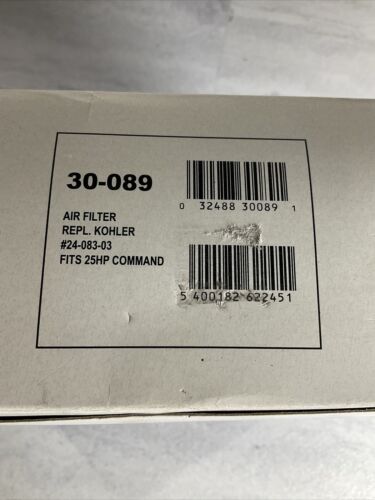 30-089
AIR FILTER
REPL. KOHLER
#24-083-03
FITS 25HP COMMAND
0 32488 30089 1
5 400182 622451